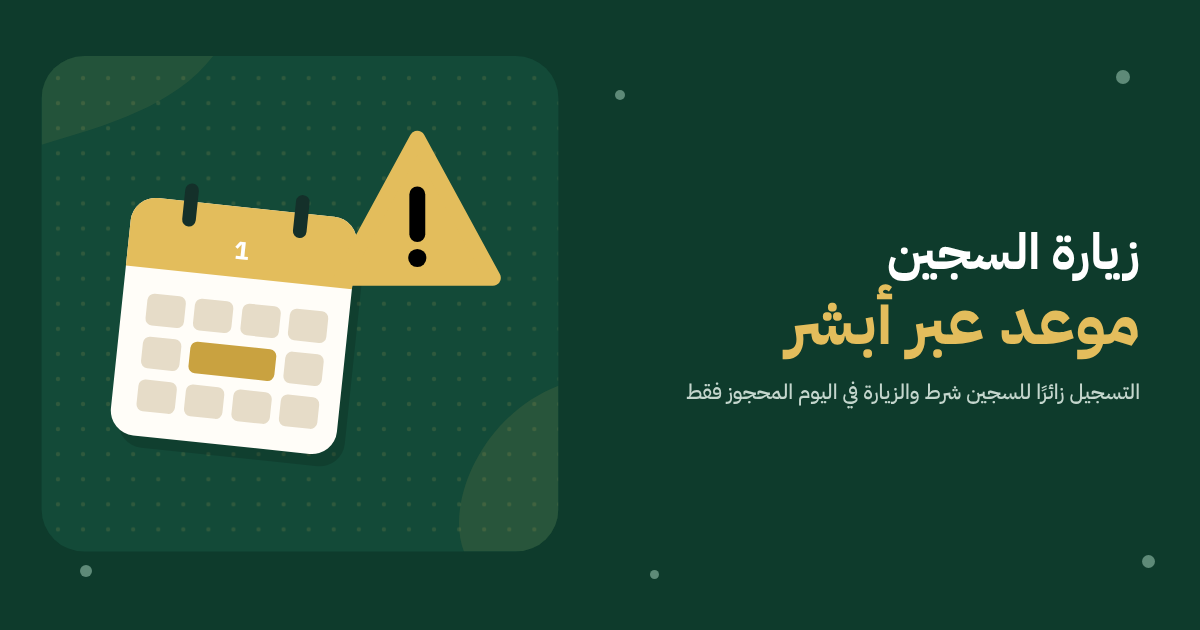 زيارة السجين
موعد عبر أبشر
التسجيل زائرًا للسجين شرط والزيارة في اليوم المحجوز فقط
1